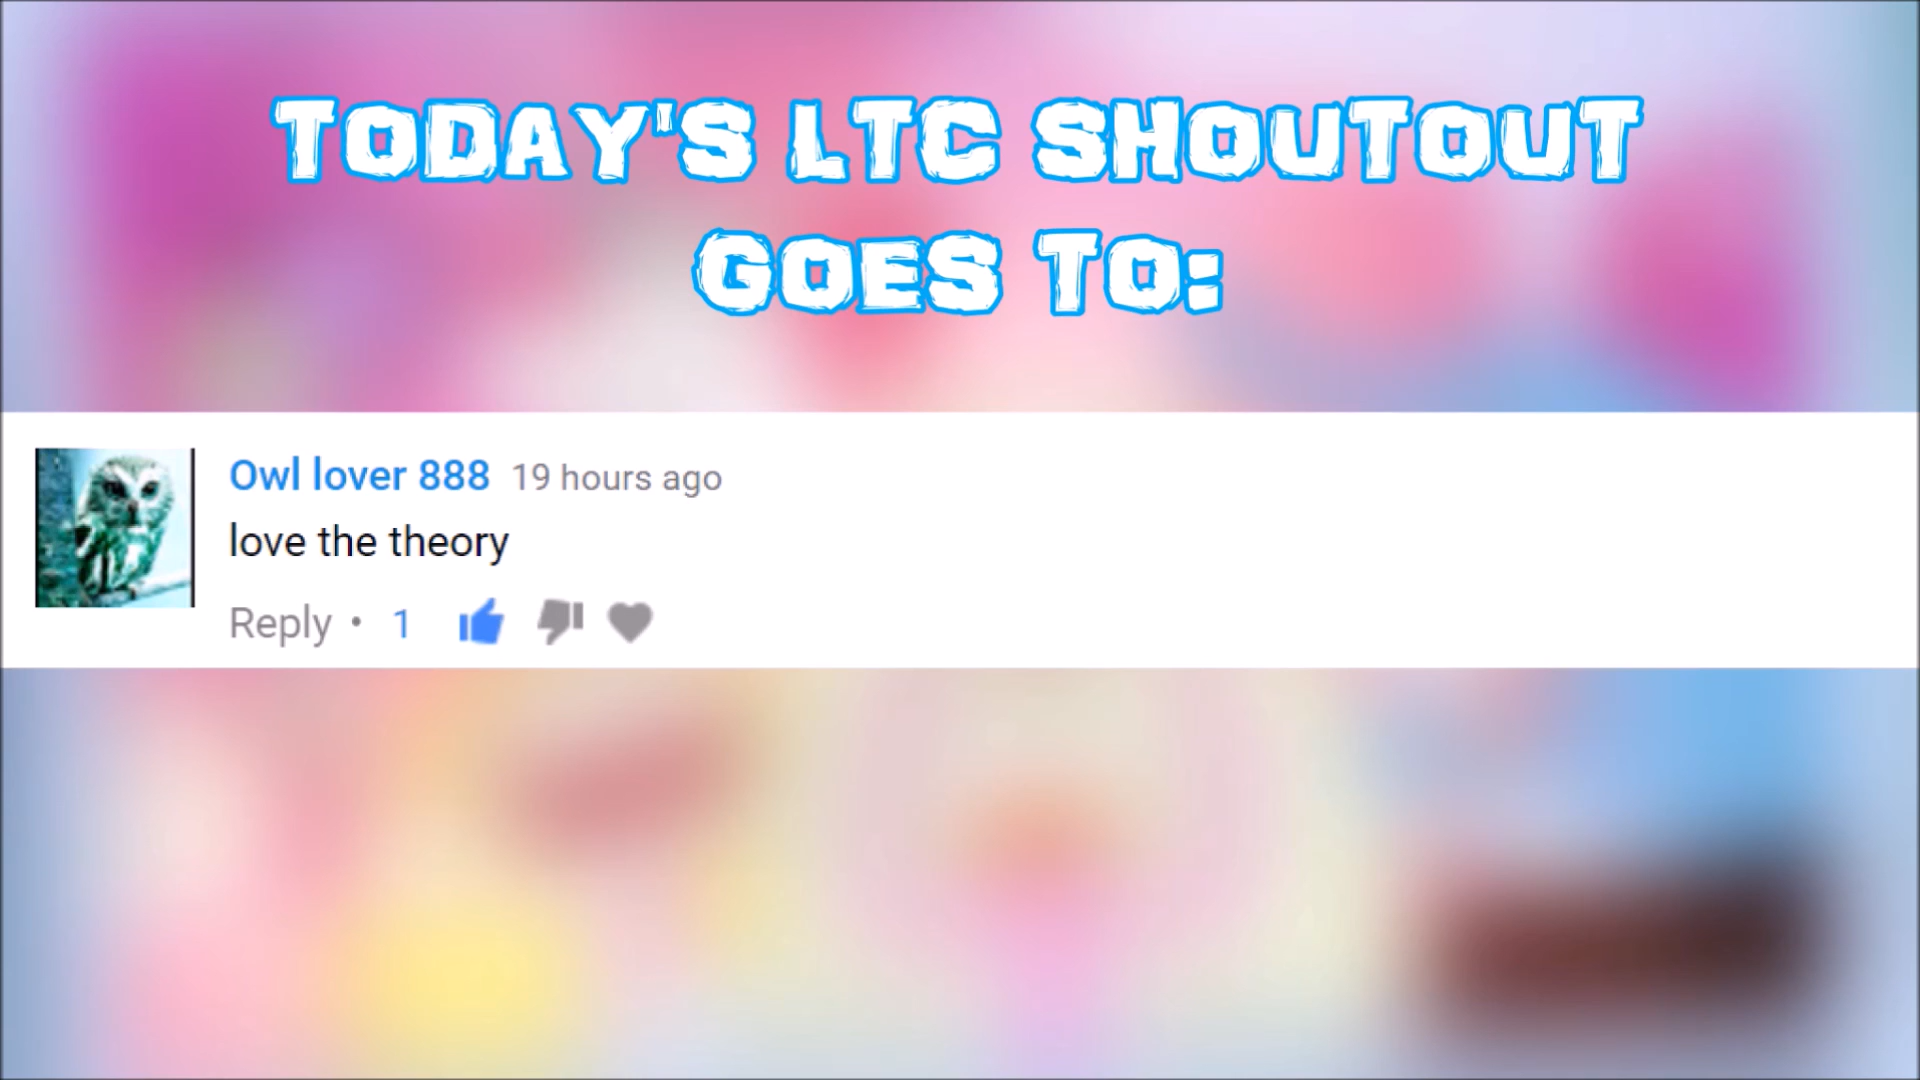 TODAY'S LTC SHOUTOUT
GOES TO:
Owl lover 888 19 hours ago
love the theory
Reply • 1